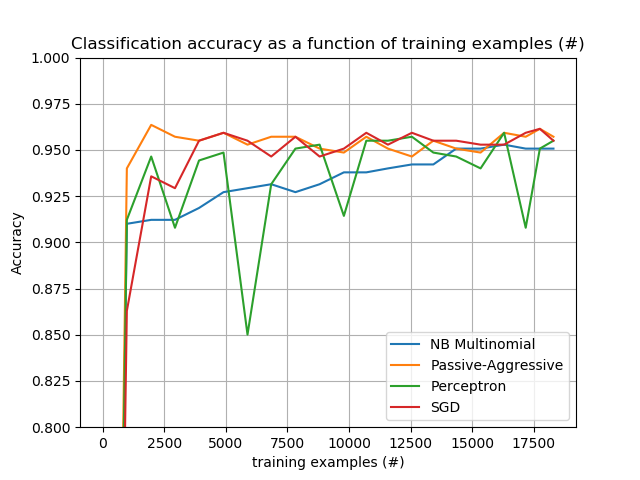 Classification accuracy as a function of training examples (#)
1.000
0.975
0.950
0.925
0.900
0.875
0.850
0.825
0.800
Accuracy
NB Multinomial
Passive-Aggressive
Perceptron
SGD
0 2500 5000 7500 10000 12500 15000 17500
training examples (#)